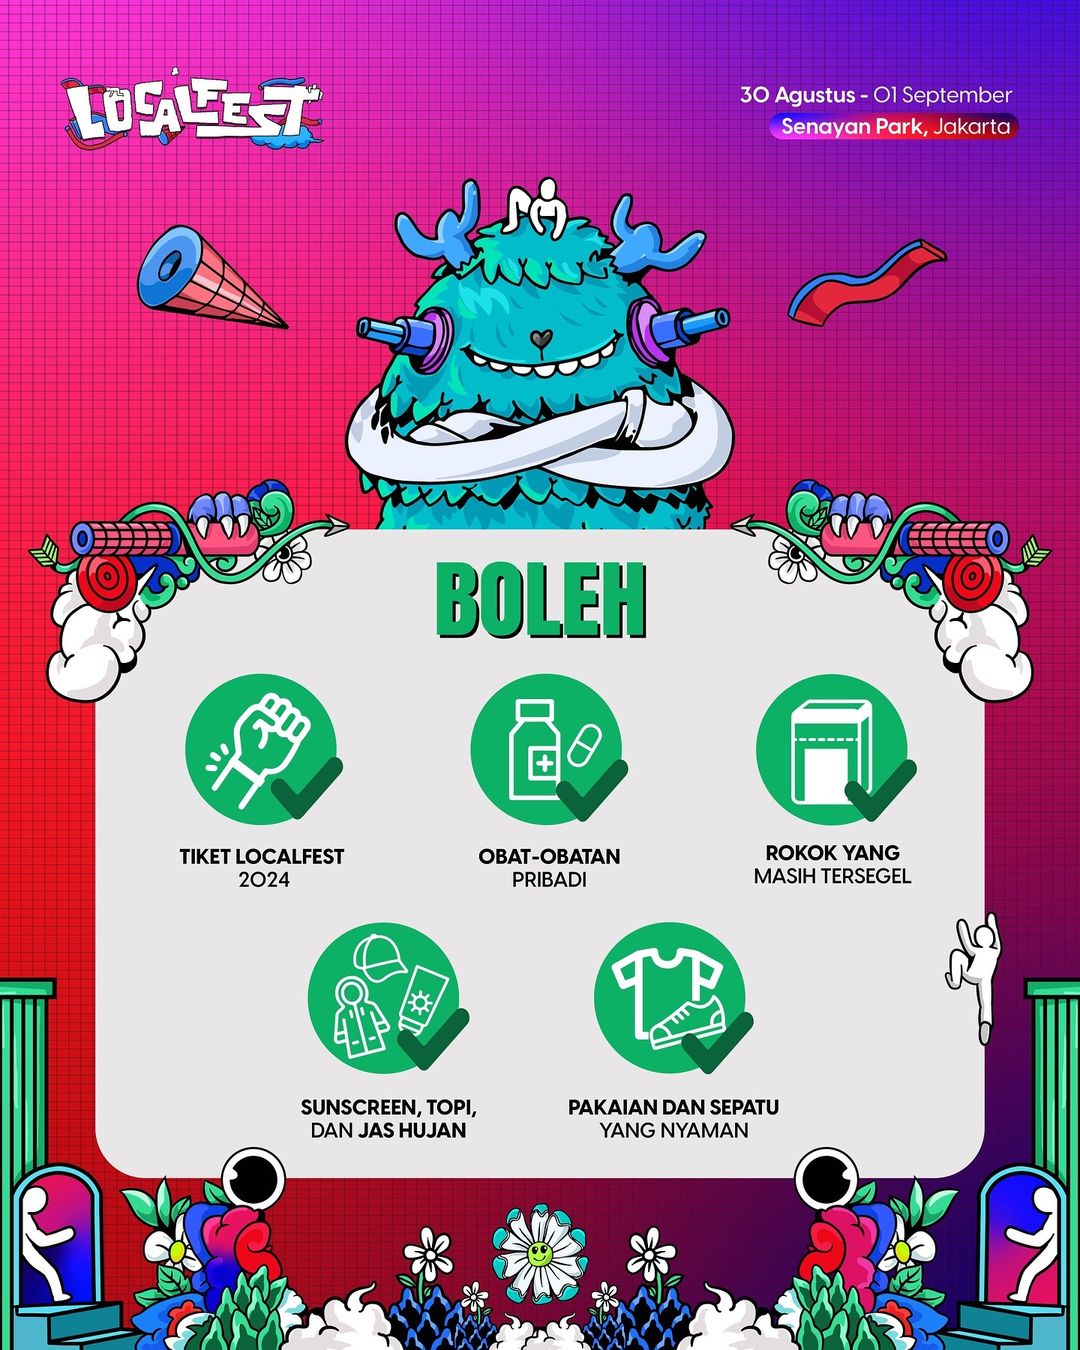 LOCALFEST
30 Agustus - 01 September
Senayan Park, Jakarta
BOLEH
TIKET LOCALFEST
2024
OBAT-OBATAN
PRIBADI
ROKOK YANG
MASIH TERSEGEL
SUNSCREEN, TOPI,
DAN JAS HUJAN
PAKAIAN DAN SEPATU
YANG NYAMAN